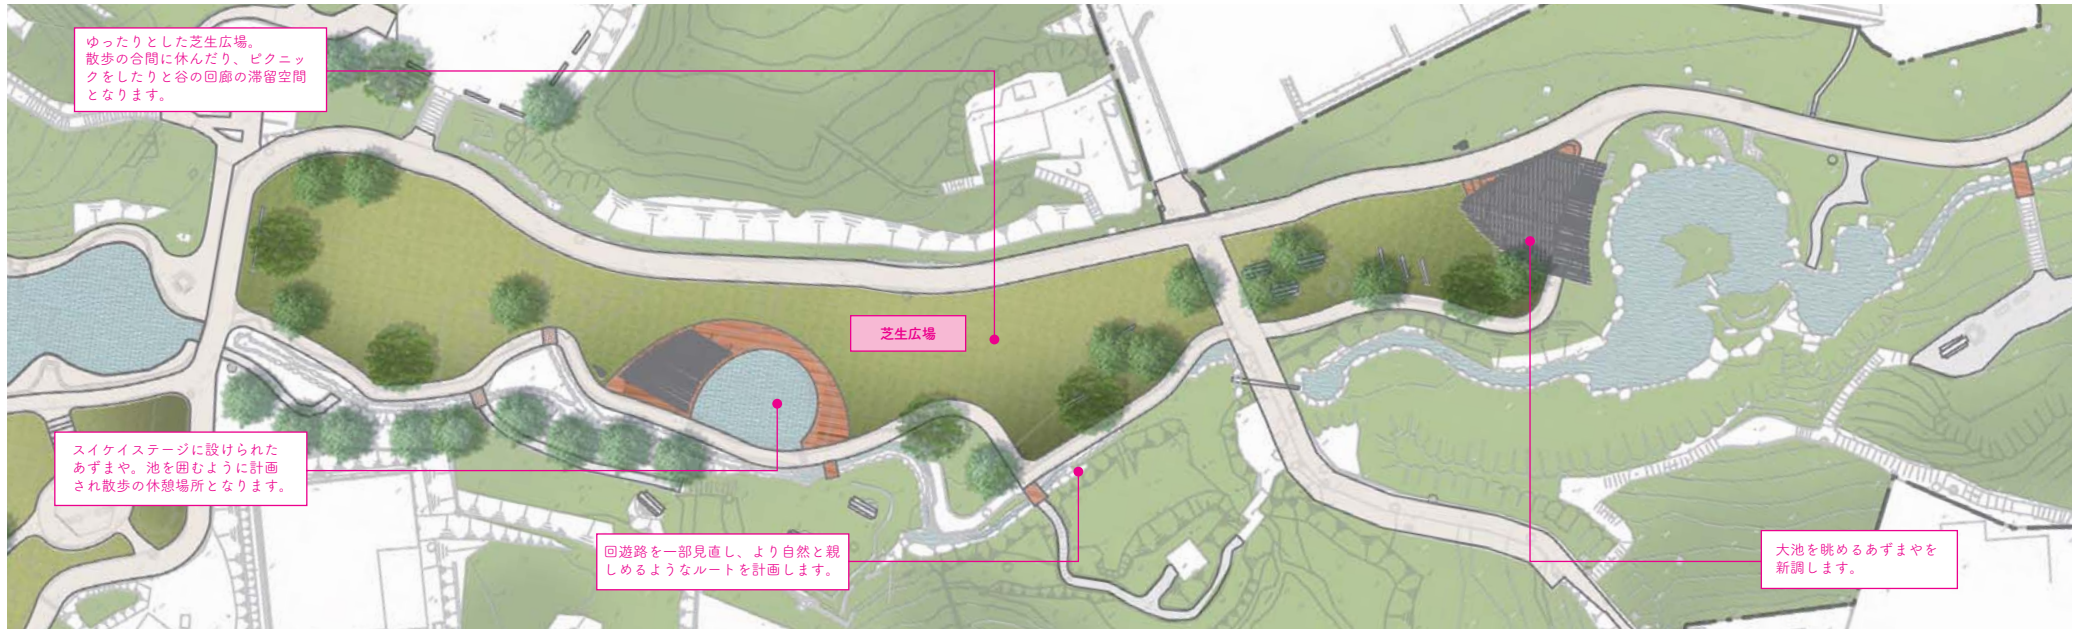 ゆったりとした芝生広場。
散歩の合間に休んだり、ピクニッ
クをしたりと谷の回廊の滞留空間
となります。
芝生広場
スイケイステージに設けられた
あずまや。池を囲むように計画
され散歩の休憩場所となります。
回遊路を一部見直し、より自然と親
しめるようなルートを計画します。
大池を眺めるあずまやを
新調します。